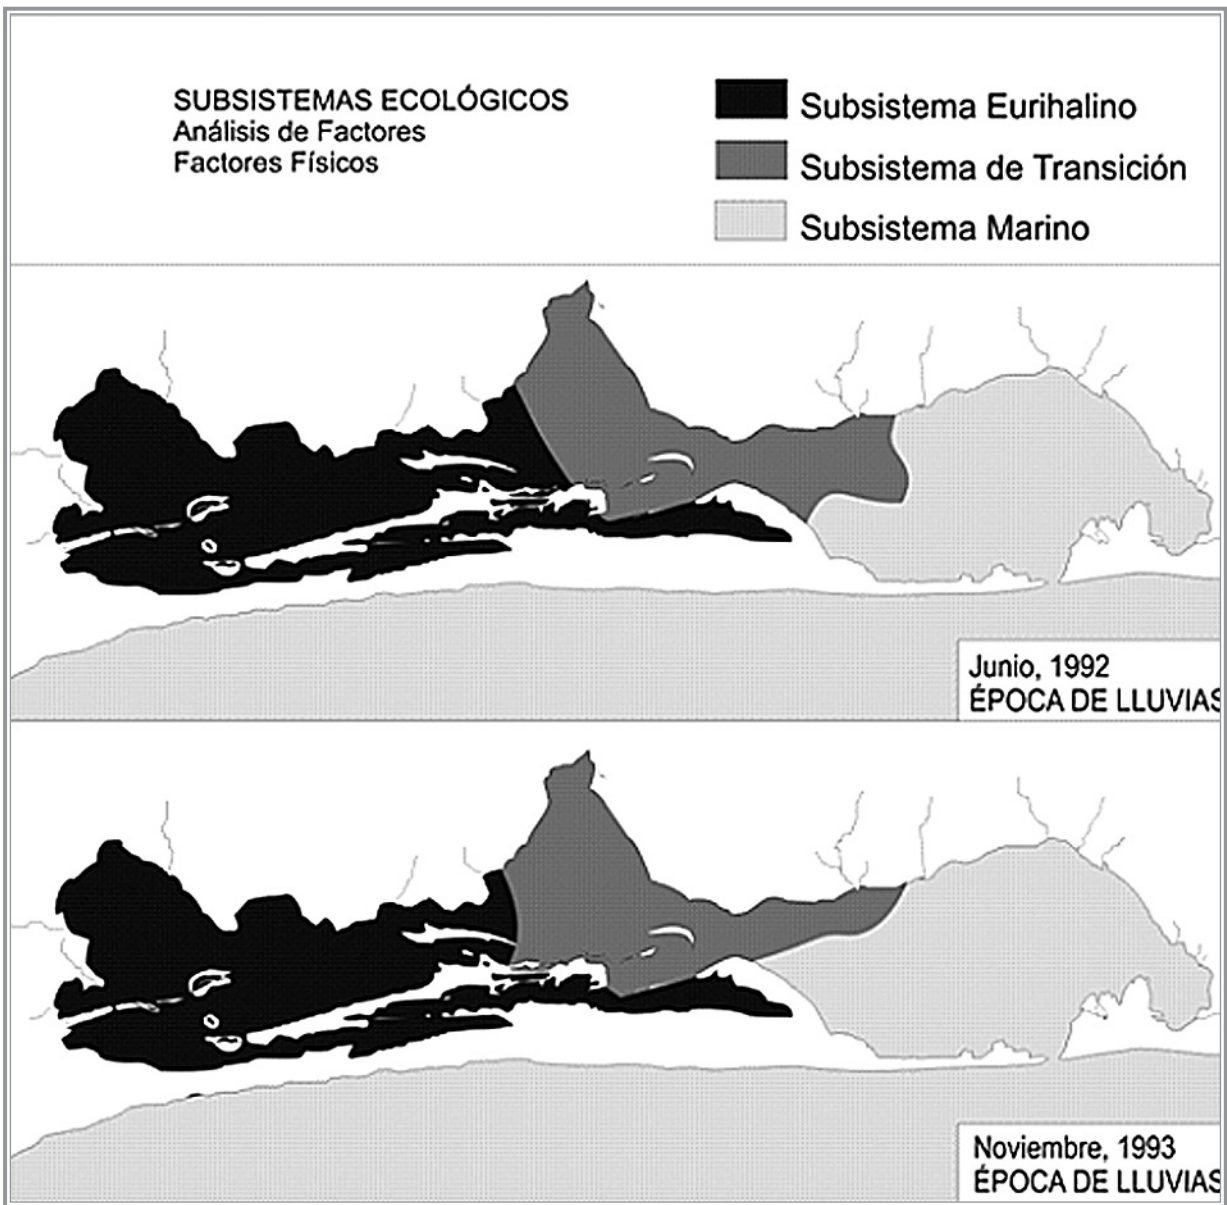 SUBSISTEMAS ECOLÓGICOS
Análisis de Factores
Factores Físicos
Subsistema Eurihalino
Subsistema de Transición
Subsistema Marino
Junio, 1992
ÉPOCA DE LLUVIAS
Noviembre, 1993
ÉPOCA DE LLUVIAS